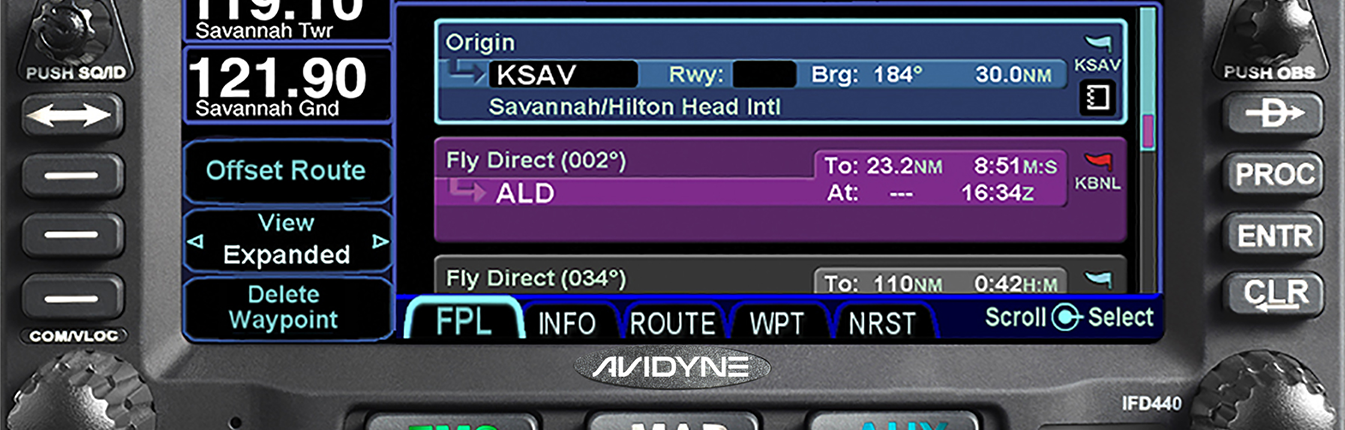 119.10
Savannah Twr
PUSH SQ/ID
121.90
Savannah Gnd
Offset Route
View
Expanded
Delete
Waypoint
COM/VLOC
Origin
KSAV Rwy: Brg: 184° 30.0NM
KSAV
Savannah/Hilton Head Intl
Fly Direct (002°) To: 23.2NM 8:51M:S
KBNL
ALD At: --- 16:34Z
Fly Direct (034°) To: 110NM 0:42H:M
FPL INFO ROUTE WPT NRST Scroll Select
PUSH OBS
D
PROC
ENTR
CLR
AVIDYNE
IFD440
FMS MAP AUX